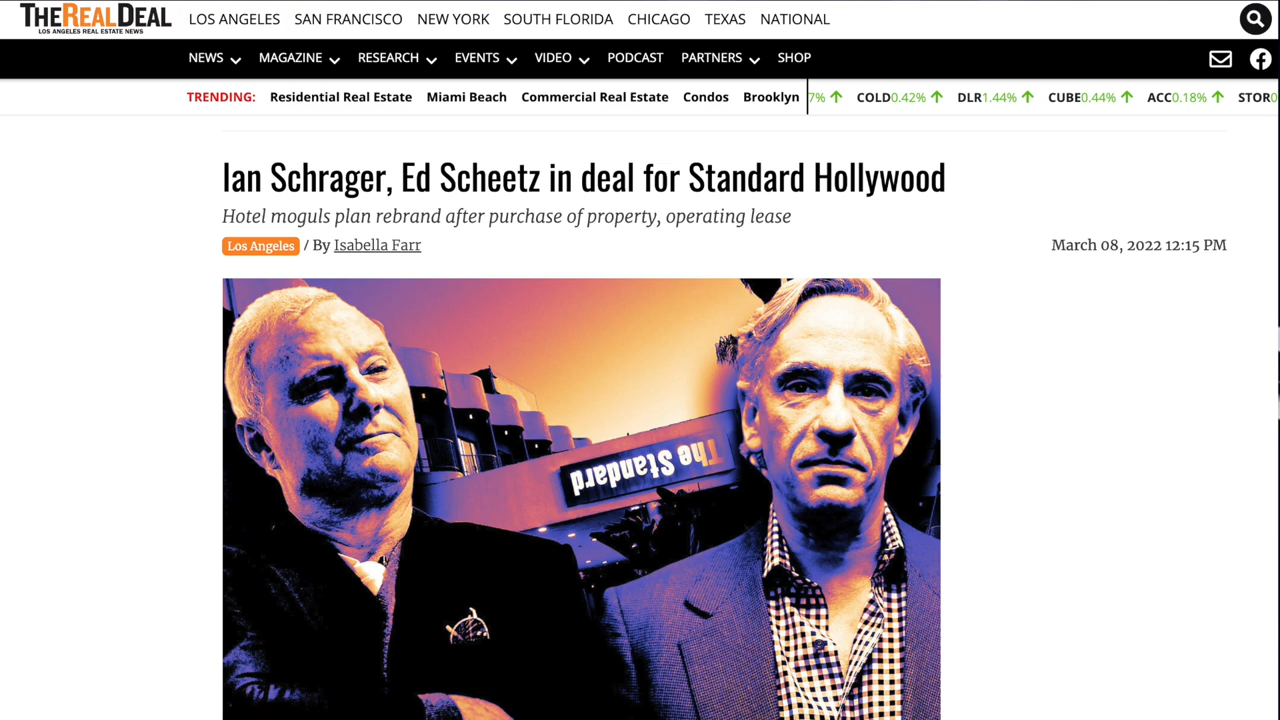 THEREALDEAL
LOS ANGELES REAL ESTATE NEWS
LOS ANGELES SAN FRANCISCO NEW YORK SOUTH FLORIDA CHICAGO TEXAS NATIONAL
NEWS MAGAZINE RESEARCH EVENTS VIDEO PODCAST PARTNERS SHOP
TRENDING: Residential Real Estate Miami Beach Commercial Real Estate Condos Brooklyn 7% COLD0.42% DLR1.44% CUBE0.44% ACC0.18% STOR0
Ian Schrager, Ed Scheetz in deal for Standard Hollywood
Hotel moguls plan rebrand after purchase of property, operating lease
Los Angeles / By Isabella Farr March 08, 2022 12:15 PM
The Standard